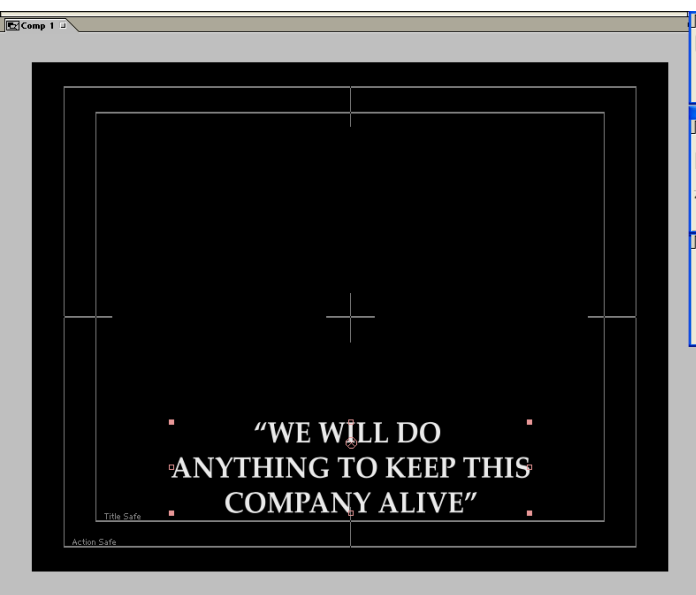 Comp 1
“WE WILL DO
ANYTHING TO KEEP THIS
COMPANY ALIVE”
Title Safe
Action Safe